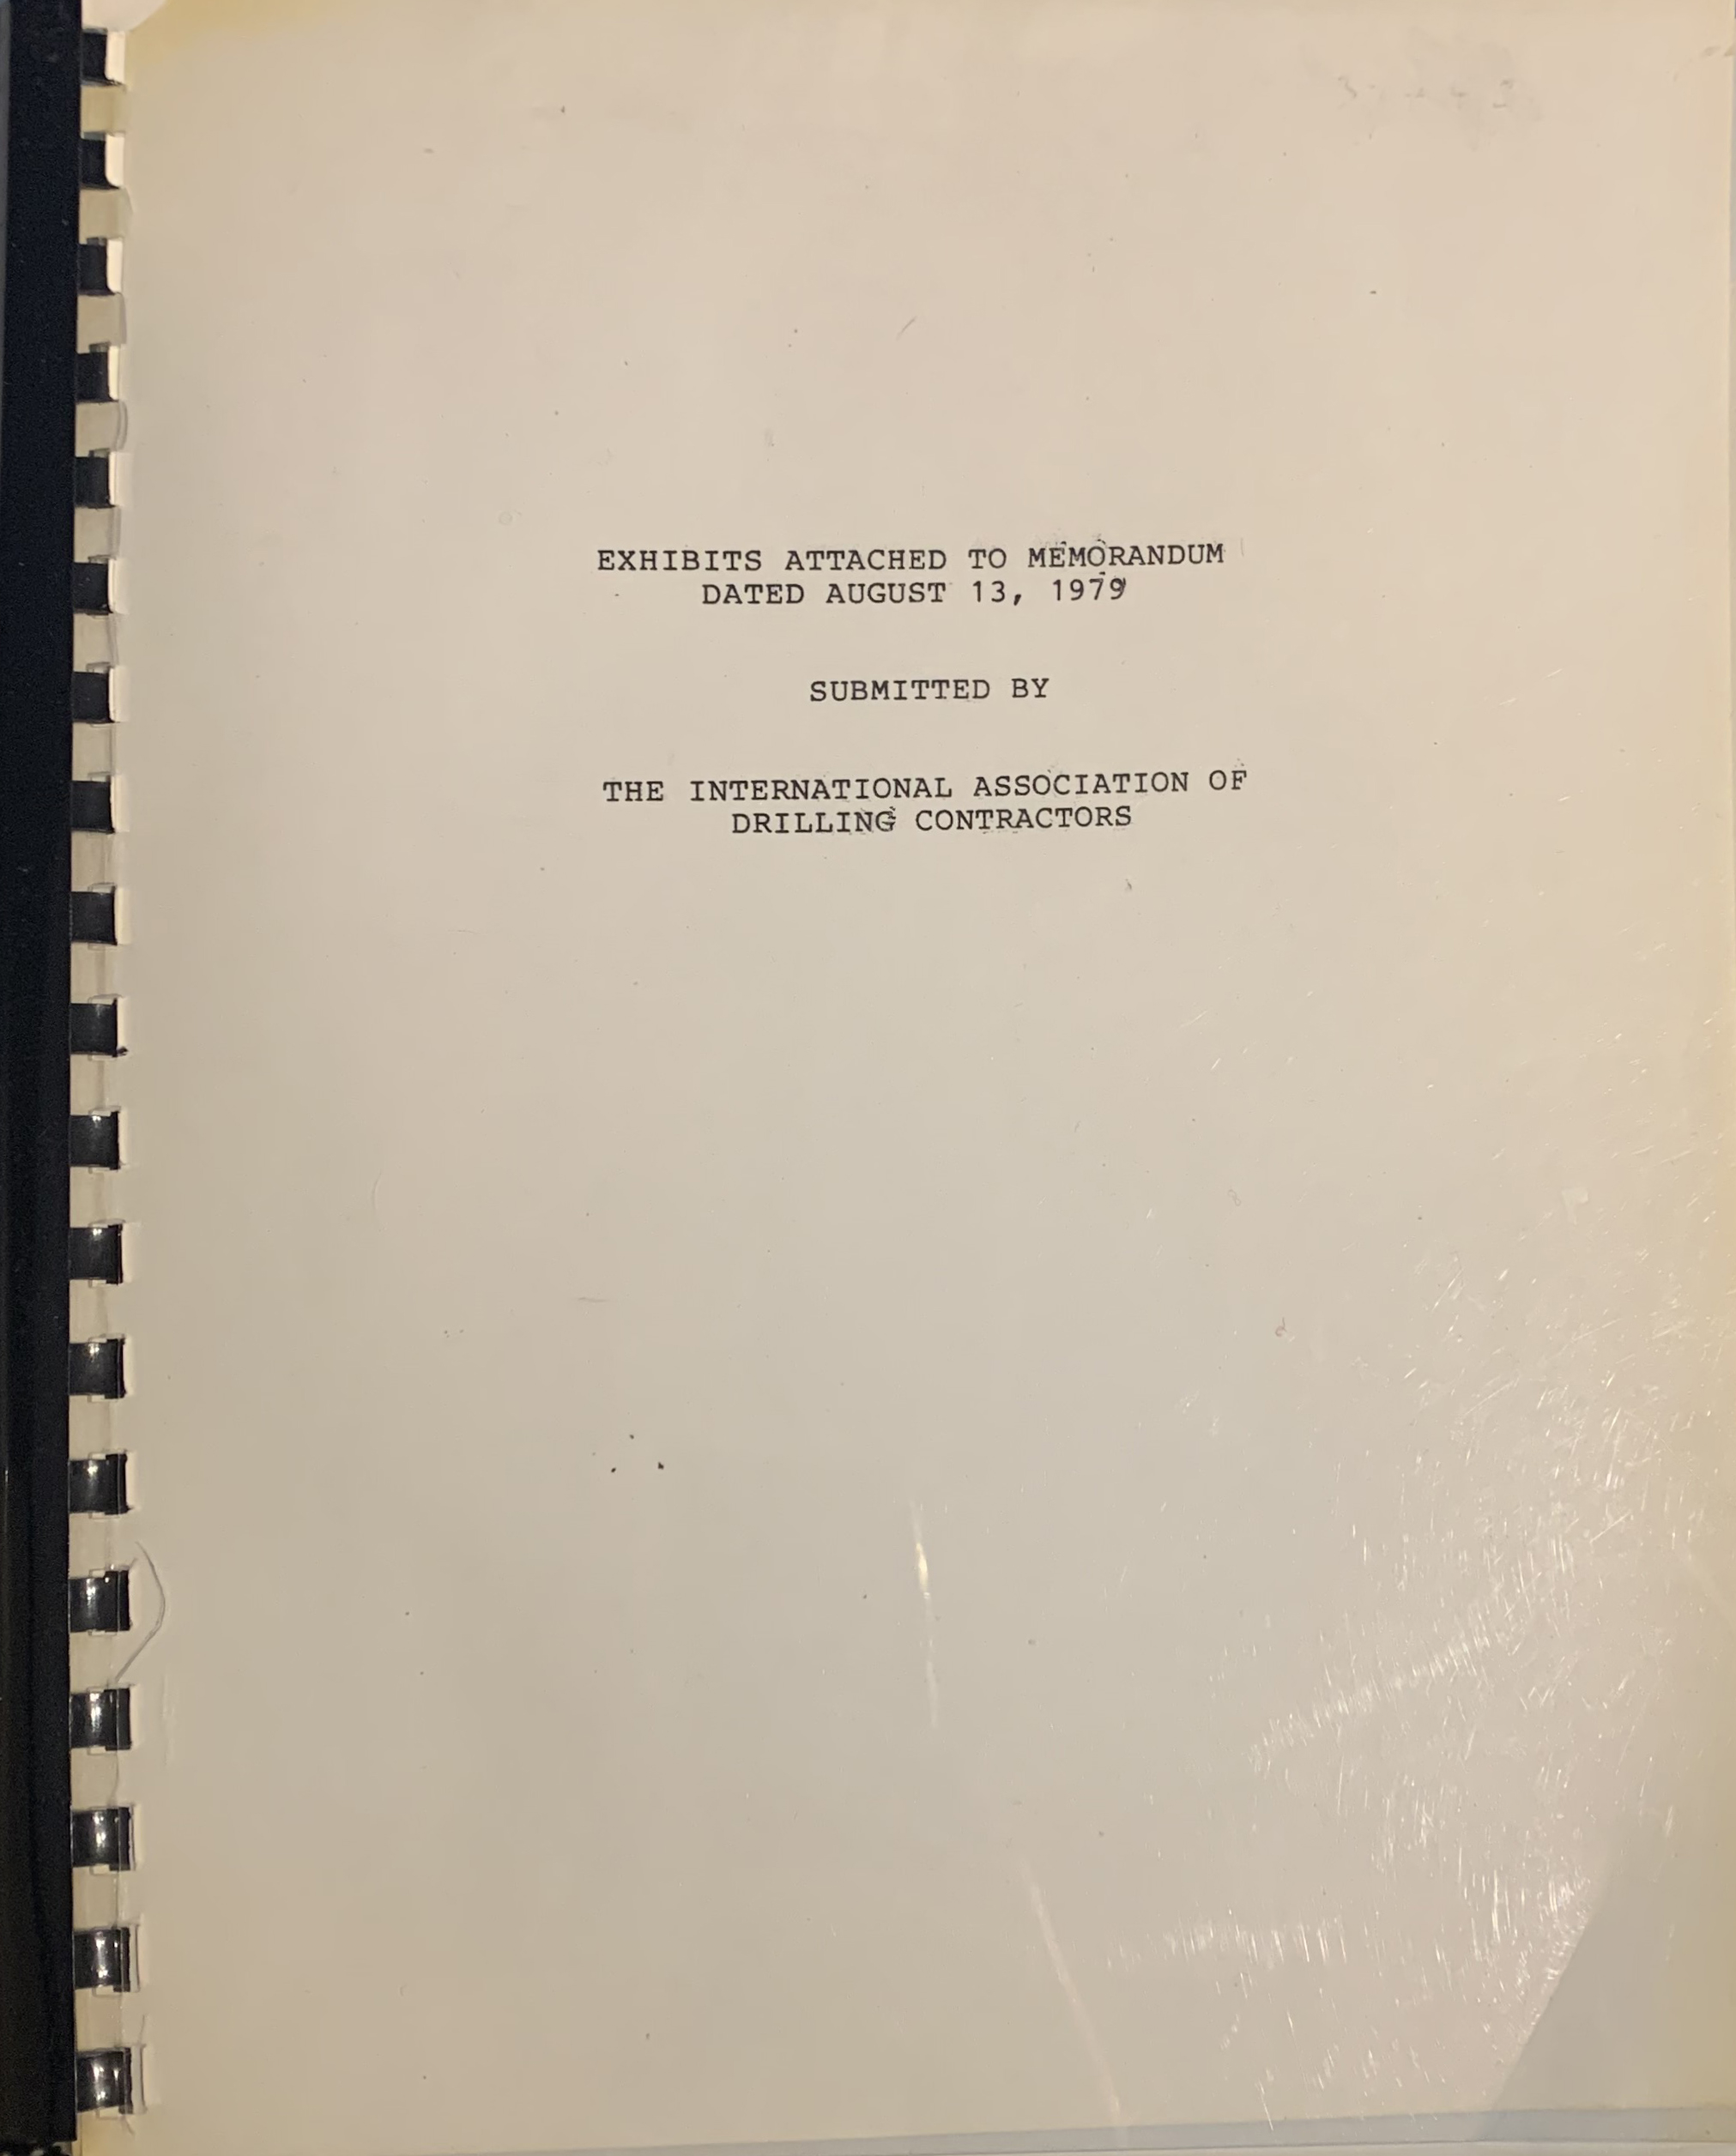 EXHIBITS ATTACHED TO MEMORANDUM
DATED AUGUST 13, 1979
SUBMITTED BY
THE INTERNATIONAL ASSOCIATION OF
DRILLING CONTRACTORS